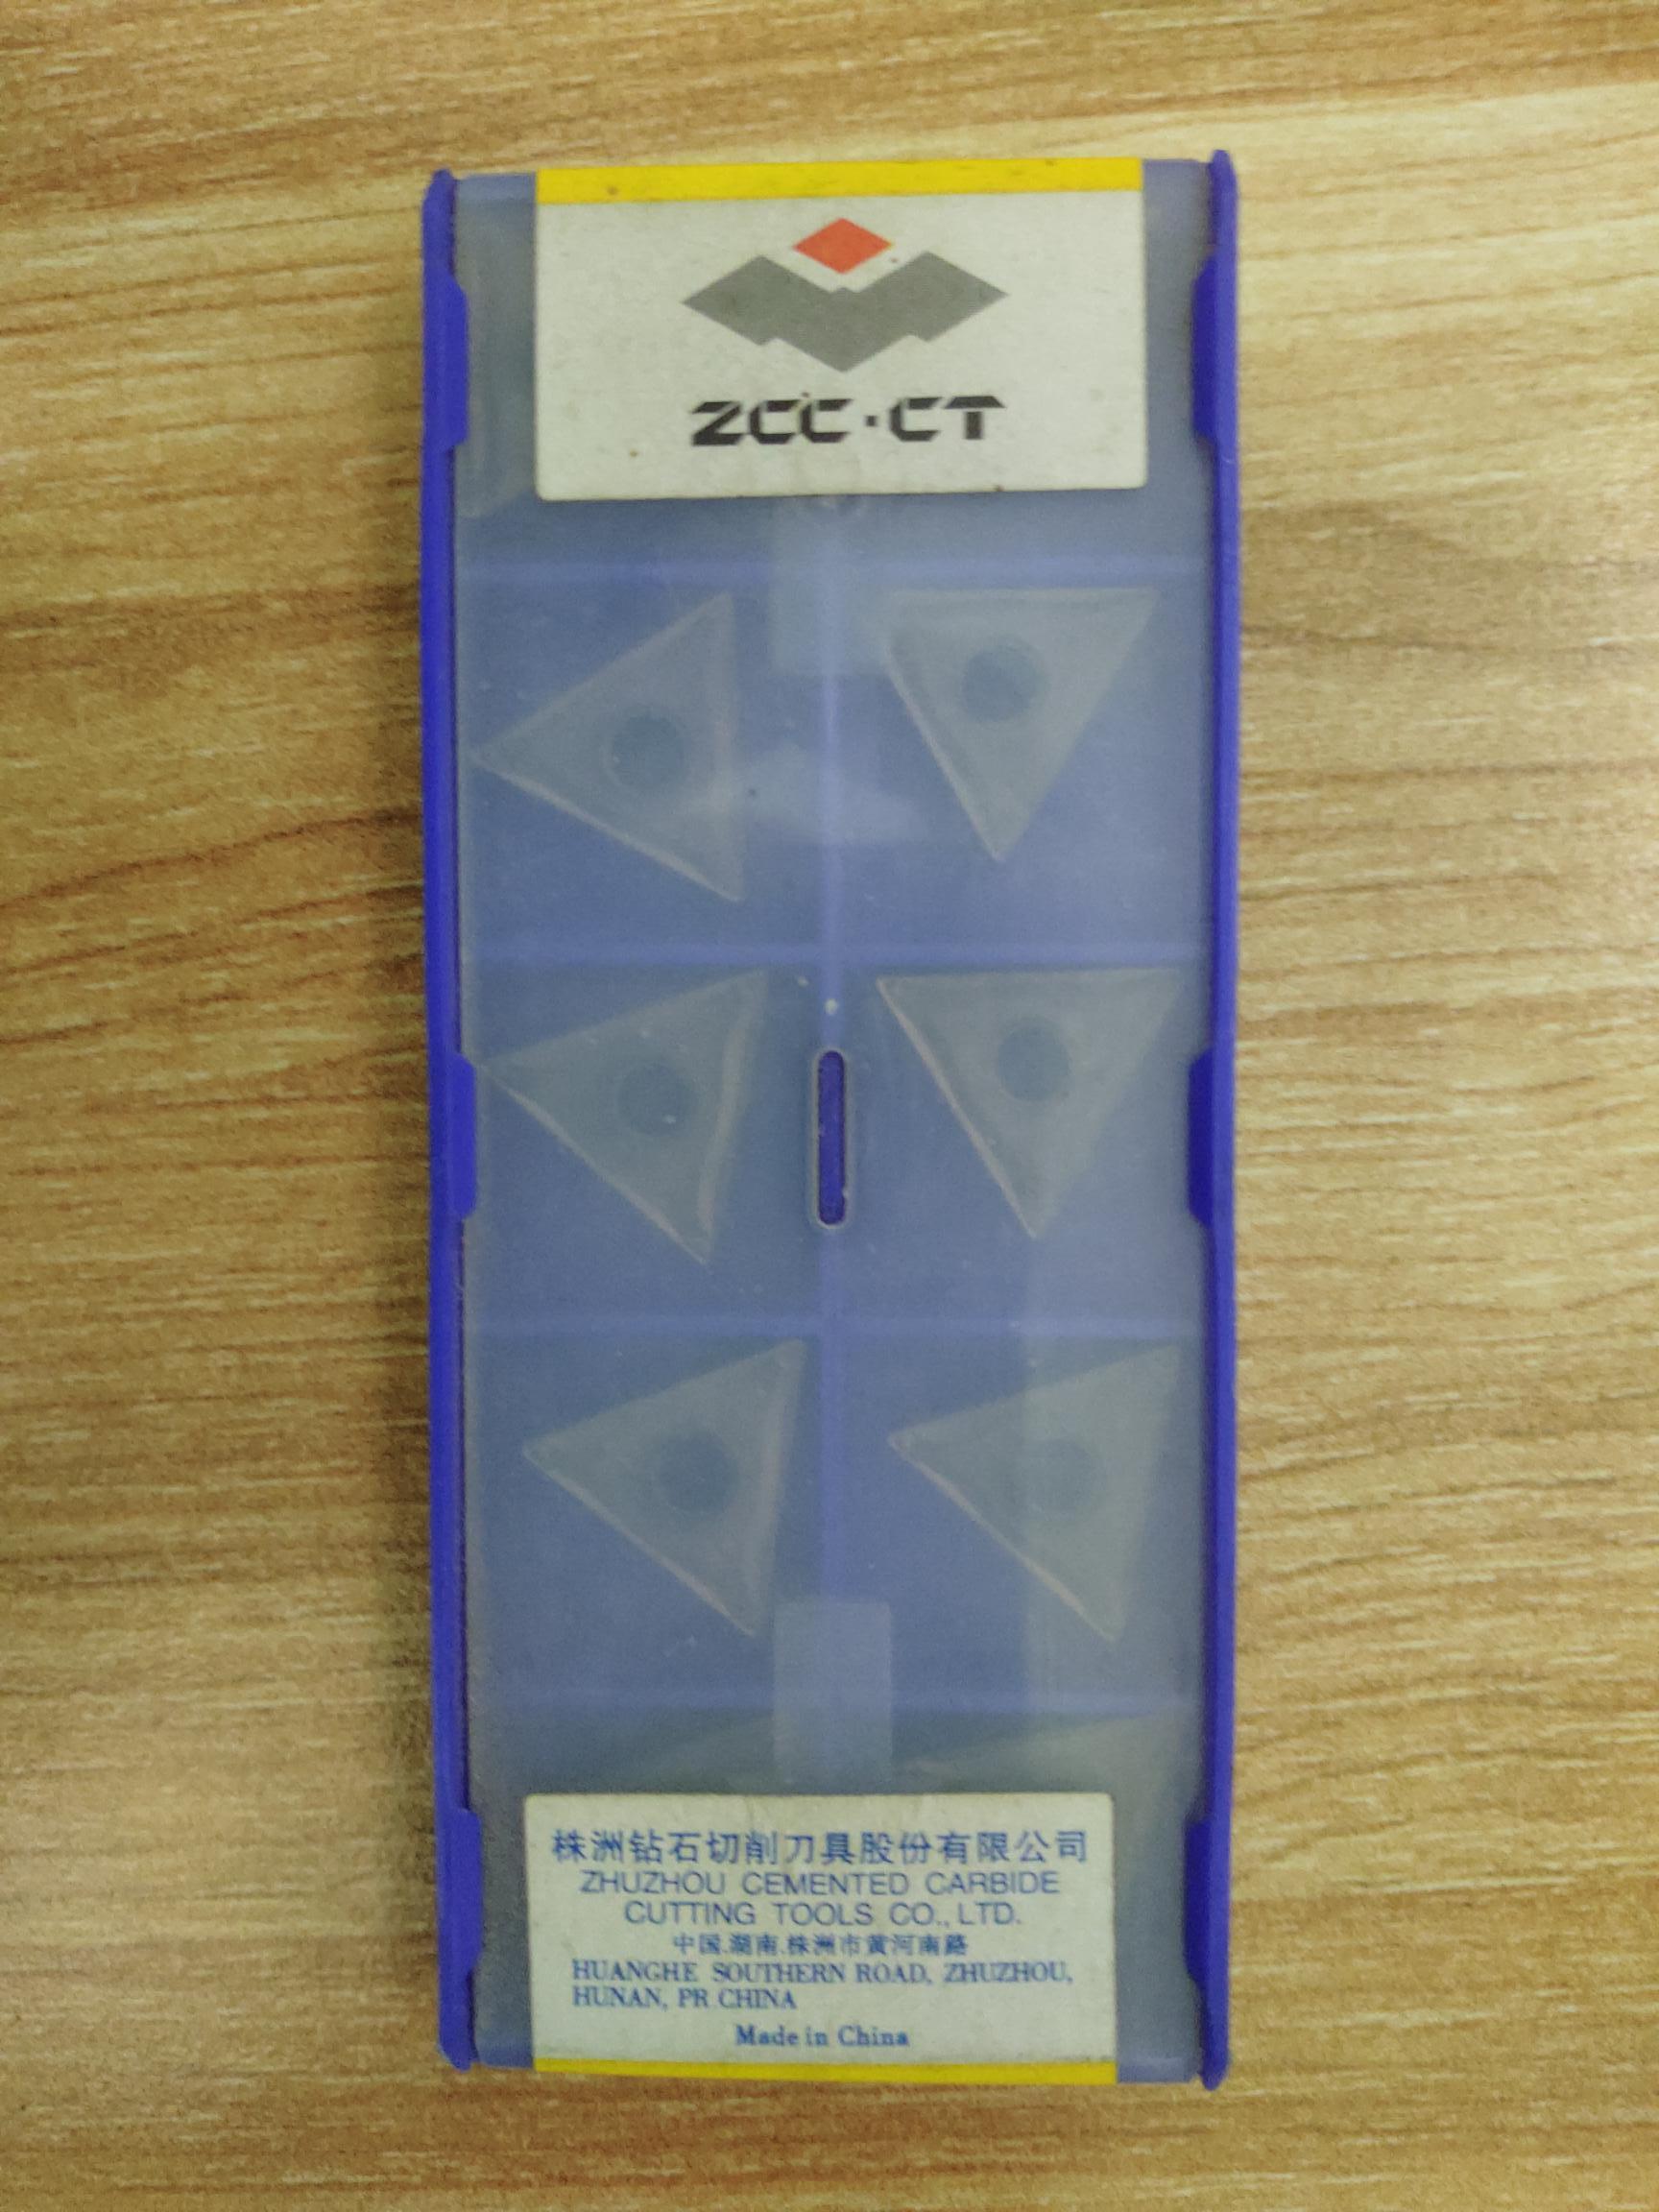 ZCC·CT
株洲钻石切削刀具股份有限公司
ZHUZHOU CEMENTED CARBIDE
CUTTING TOOLS CO., LTD.
中国.湖南.株洲市黄河南路
HUANGHE SOUTHERN ROAD, ZHUZHOU,
HUNAN, PR.CHINA
Made in China